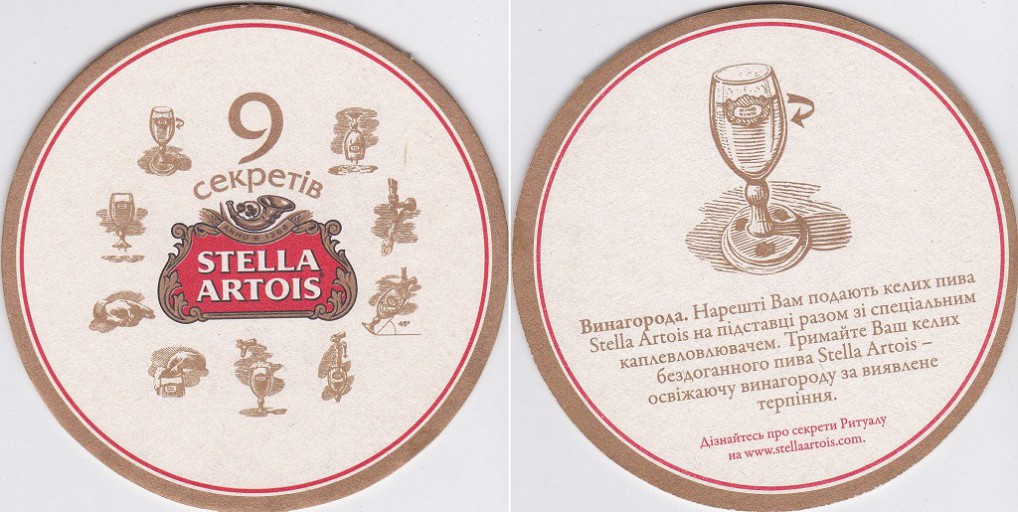 9
секретів
ANNO 1366
STELLA
ARTOIS
45°
Винагорода. Нарешті Вам подають келих пива
Stella Artois на підставці разом зі спеціальним
каплевловлювачем. Тримайте Ваш келих
бездоганного пива Stella Artois –
освіжаючу винагороду за виявлене
терпіння.
Дізнайтесь про секрети Ритуалу
на www.stellaartois.com.